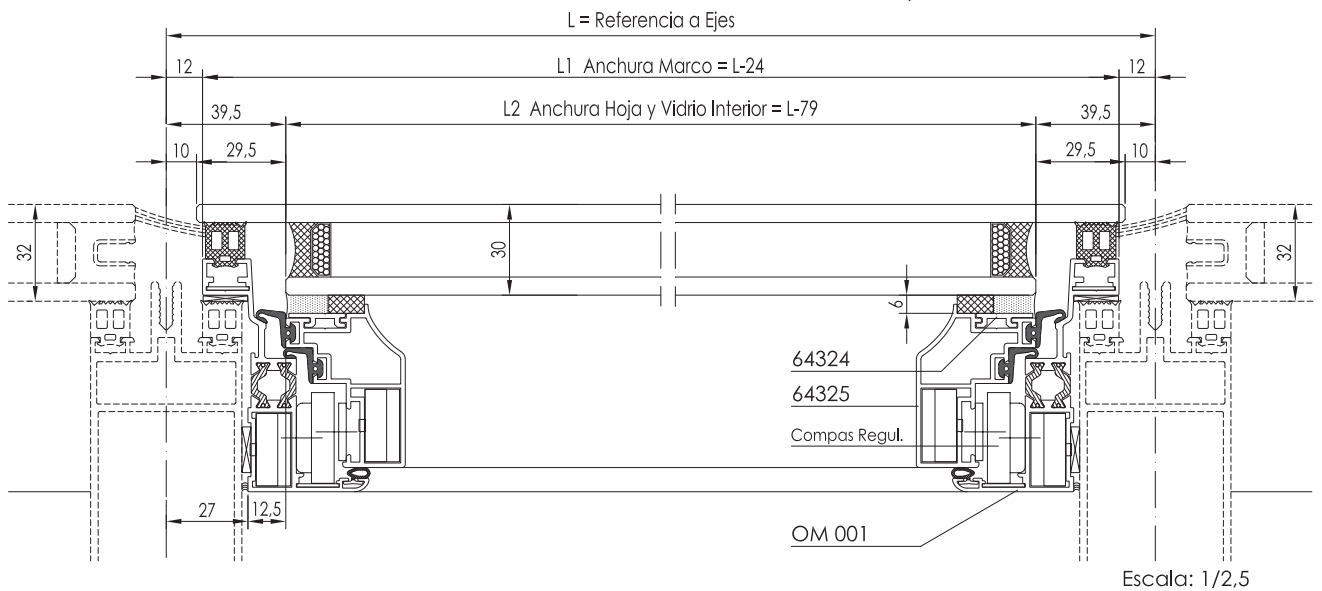 L = Referencia a Ejes
12
L1 Anchura Marco = L-24
12
39,5
L2 Anchura Hoja y Vidrio Interior = L-79
39,5
10
29,5
29,5
10
32
30
32
6
64324
64325
Compas Regul.
27
12,5
OM 001
Escala: 1/2,5